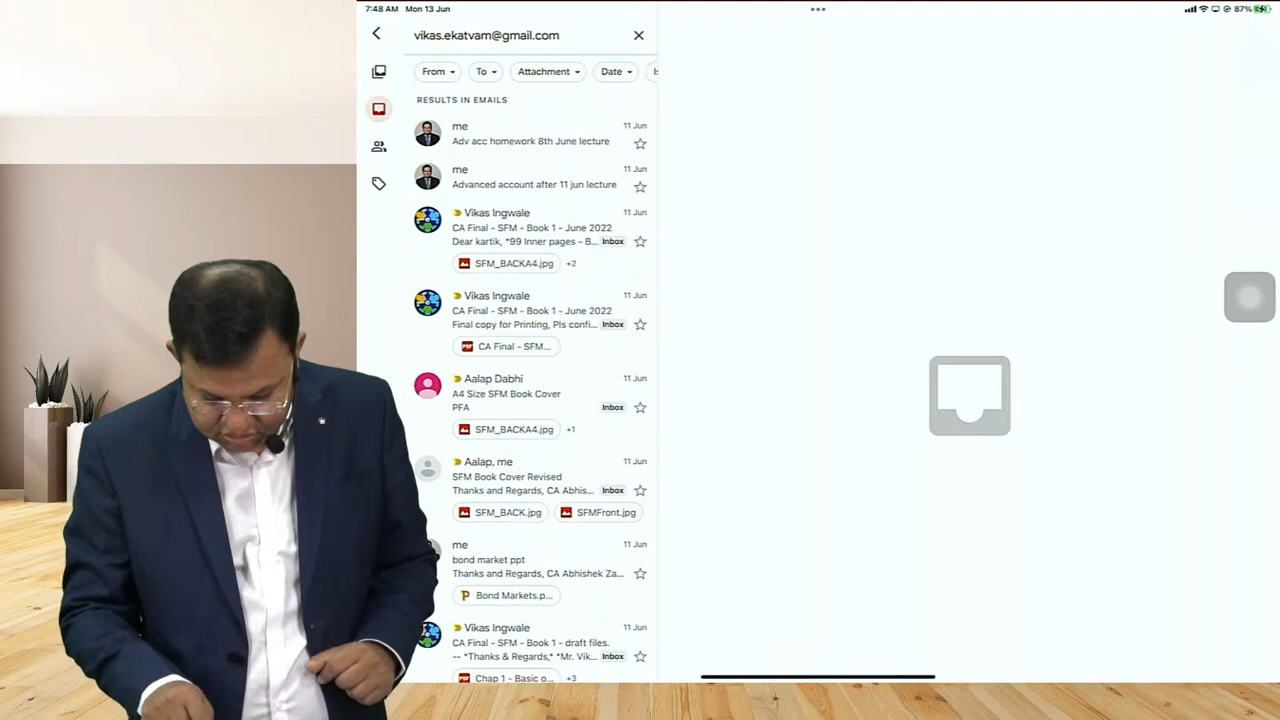 7:48 AM Mon 13 Jun
87%
vikas.ekatvam@gmail.com
From To Attachment Date
RESULTS IN EMAILS
me 11 Jun
Adv acc homework 8th June lecture
me 11 Jun
Advanced account after 11 jun lecture
Vikas Ingwale 11 Jun
CA Final - SFM - Book 1 - June 2022
Dear kartik, *99 Inner pages - B... Inbox
SFM_BACKA4.jpg +2
Vikas Ingwale 11 Jun
CA Final - SFM - Book 1 - June 2022
Final copy for Printing, Pls confi... Inbox
PDF CA Final - SFM...
Aalap Dabhi 11 Jun
A4 Size SFM Book Cover
PFA Inbox
SFM_BACKA4.jpg +1
Aalap, me 11 Jun
SFM Book Cover Revised
Thanks and Regards, CA Abhis... Inbox
SFM_BACK.jpg SFMFront.jpg
me 11 Jun
bond market ppt
Thanks and Regards, CA Abhishek Za...
P Bond Markets.p...
Vikas Ingwale 11 Jun
CA Final - SFM - Book 1 - draft files.
-- *Thanks & Regards,* *Mr. Vik... Inbox
Chap 1 - Basic o... +3